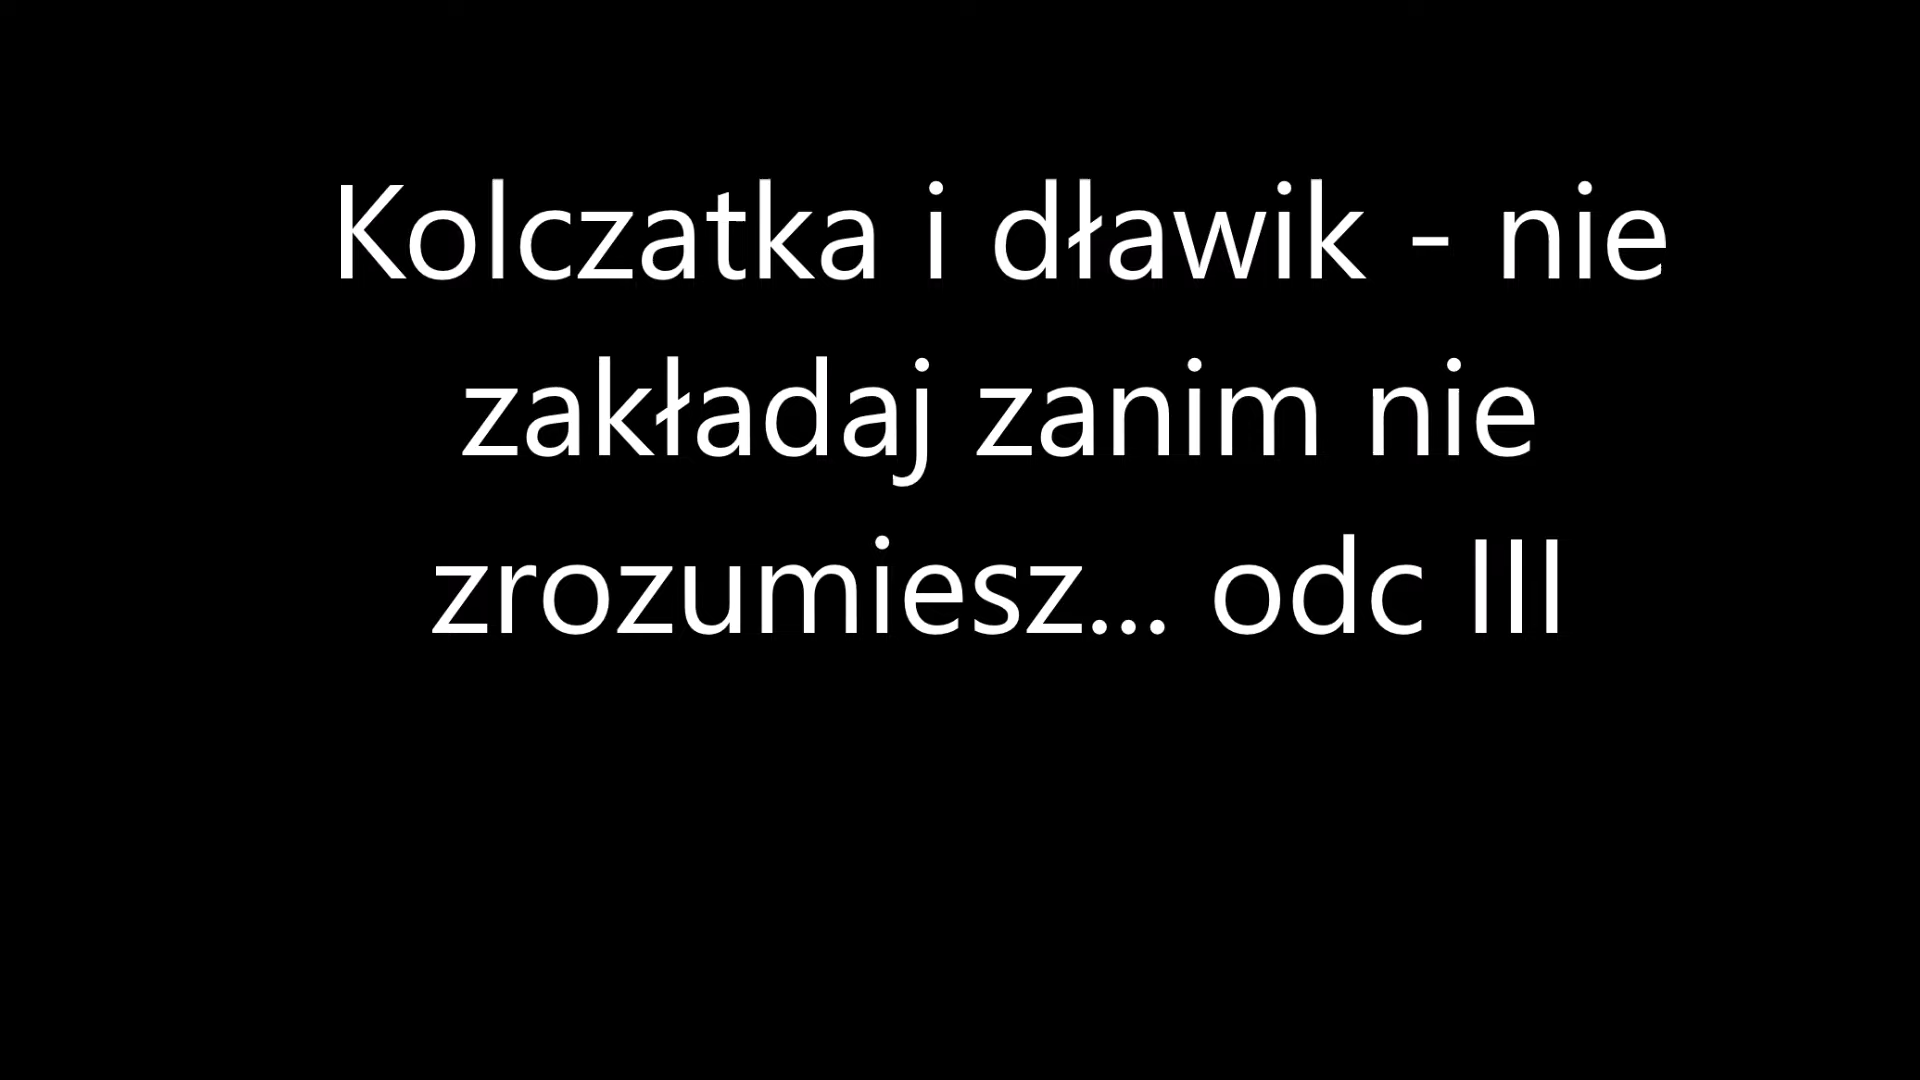 Kolczatka i dławik - nie
zakładaj zanim nie
zrozumiesz... odc III